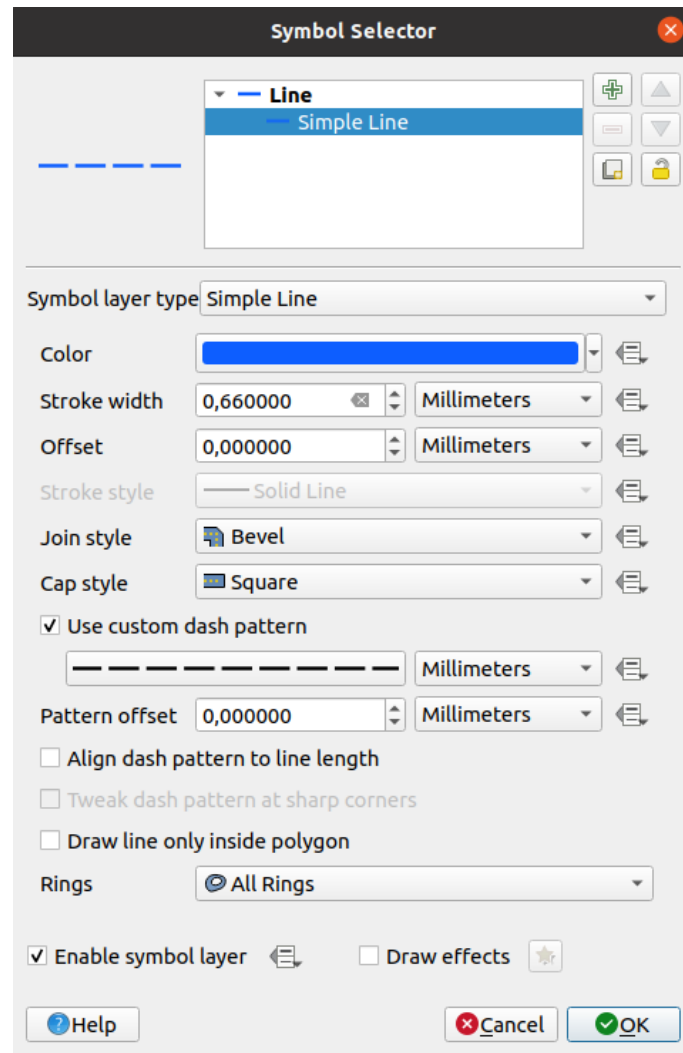 Symbol Selector
Line
Simple Line
Symbol layer type Simple Line
Color
Stroke width 0,660000 Millimeters
Offset 0,000000 Millimeters
Stroke style Solid Line
Join style Bevel
Cap style Square
Use custom dash pattern
Millimeters
Pattern offset 0,000000 Millimeters
Align dash pattern to line length
Tweak dash pattern at sharp corners
Draw line only inside polygon
Rings All Rings
Enable symbol layer Draw effects
Help Cancel OK